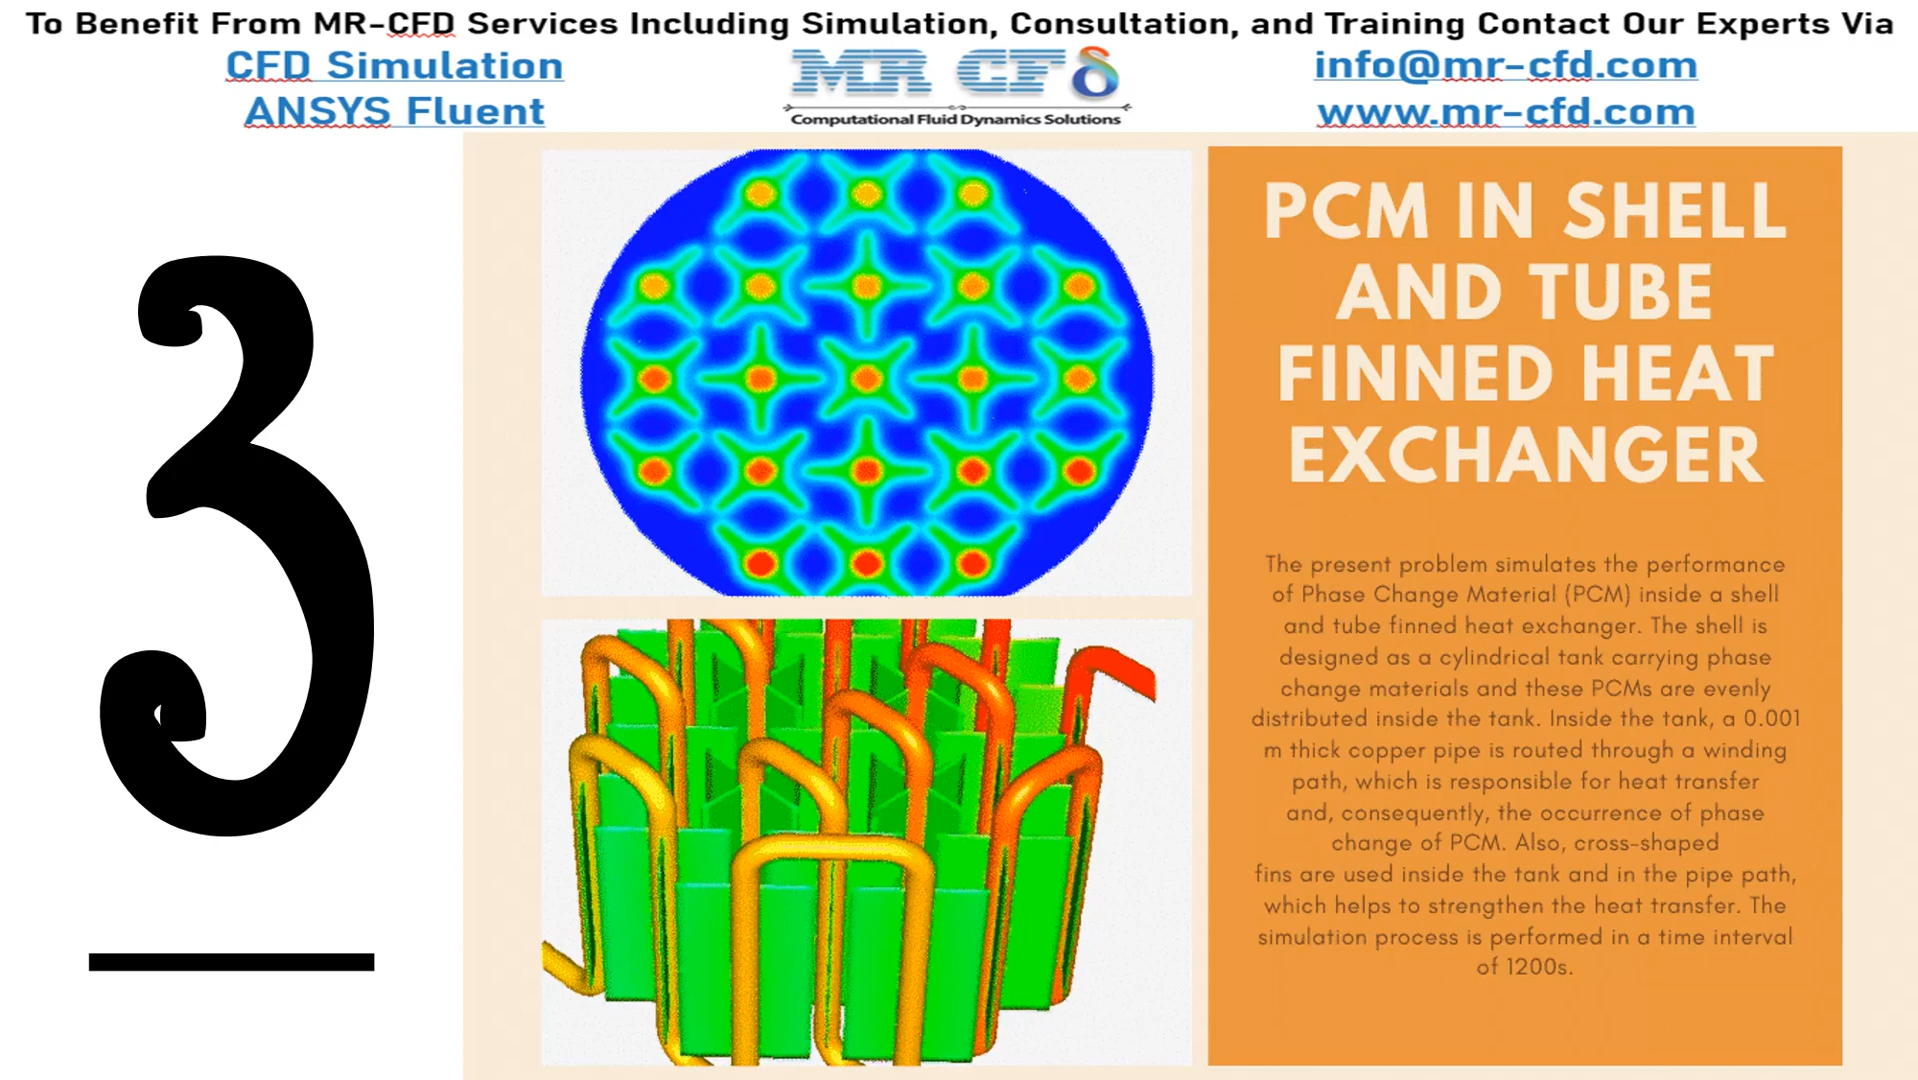 To Benefit From MR-CFD Services Including Simulation, Consultation, and Training Contact Our Experts Via
CFD Simulation
ANSYS Fluent
MR CFδ
Computational Fluid Dynamics Solutions
info@mr-cfd.com
www.mr-cfd.com
3
PCM IN SHELL
AND TUBE
FINNED HEAT
EXCHANGER
The present problem simulates the performance
of Phase Change Material (PCM) inside a shell
and tube finned heat exchanger. The shell is
designed as a cylindrical tank carrying phase
change materials and these PCMs are evenly
distributed inside the tank. Inside the tank, a 0.001
m thick copper pipe is routed through a winding
path, which is responsible for heat transfer
and, consequently, the occurrence of phase
change of PCM. Also, cross-shaped
fins are used inside the tank and in the pipe path,
which helps to strengthen the heat transfer. The
simulation process is performed in a time interval
of 1200s.